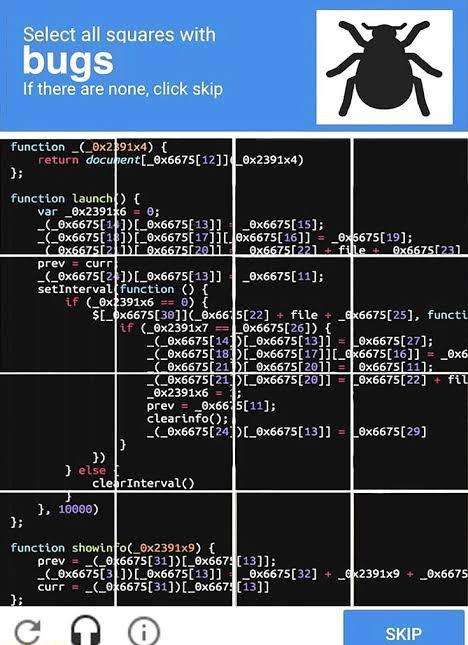 Select all squares with
bugs
If there are none, click skip
function _(_0x2391x4) {
return document[_0x6675[12]](_0x2391x4)
};
function launch() {
var _0x2391x6 = 0;
_(_0x6675[14])[_0x6675[13]] = _0x6675[15];
_(_0x6675[18])[_0x6675[17]][_0x6675[16]] = _0x6675[19];
_(_0x6675[21])[_0x6675[20]] = _0x6675[22] + file + _0x6675[23]
prev = curr;
_(_0x6675[24])[_0x6675[13]] = _0x6675[11];
setInterval(function () {
if (_0x2391x6 == 0) {
$[_0x6675[30]](_0x6675[22] + file + _0x6675[25], functi
if (_0x2391x7 == _0x6675[26]) {
_(_0x6675[14])[_0x6675[13]] = _0x6675[27];
_(_0x6675[18])[_0x6675[17]][_0x6675[16]] = _0x6
_(_0x6675[21])[_0x6675[20]] = _0x6675[11];
_(_0x6675[21])[_0x6675[20]] = _0x6675[22] + fil
_0x2391x6 = 1;
prev = _0x6675[11];
clearinfo();
_(_0x6675[24])[_0x6675[13]] = _0x6675[29]
}
})
} else {
clearInterval()
}
}, 10000)
};
function showinfo(_0x2391x9) {
prev = _(_0x6675[31])[_0x6675[13]];
_(_0x6675[31])[_0x6675[13]] = _0x6675[32] + _0x2391x9 + _0x6675
curr = _(_0x6675[31])[_0x6675[13]]
};
SKIP